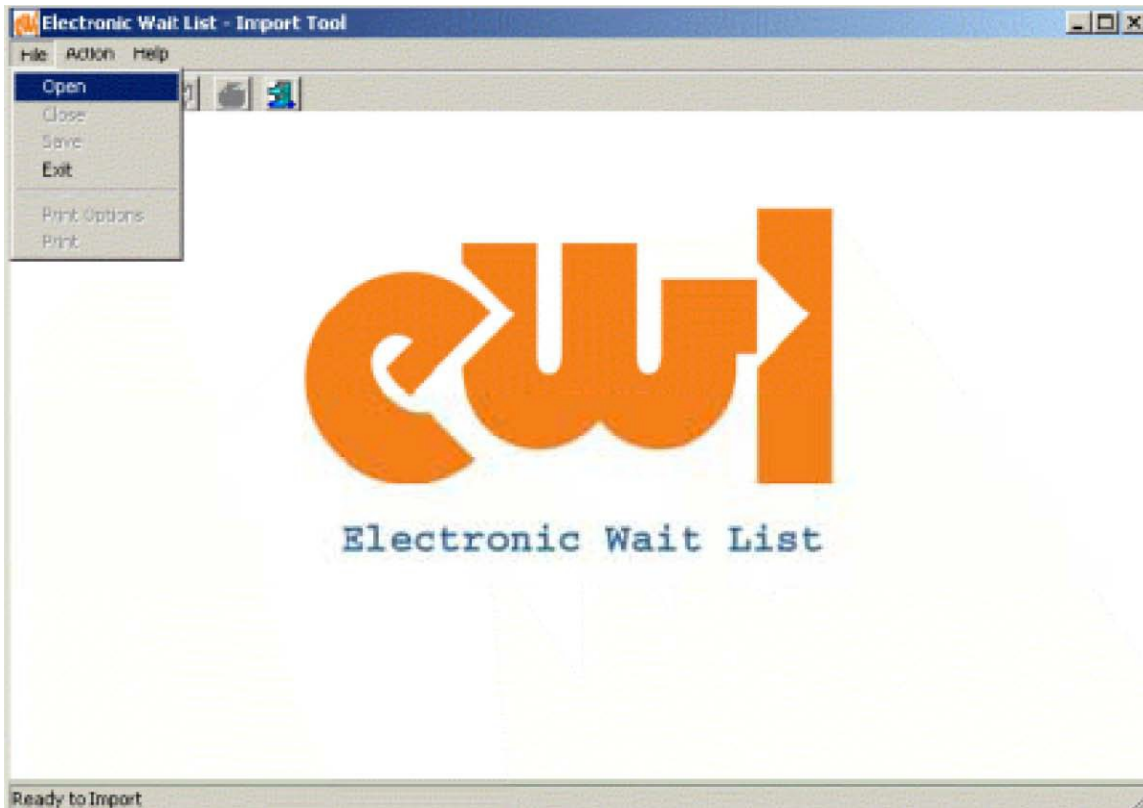 Electronic Wait List - Import Tool
File Action Help
Open
Close
Save
Exit
Print Options
Print
ewl
Electronic Wait List
Ready to Import